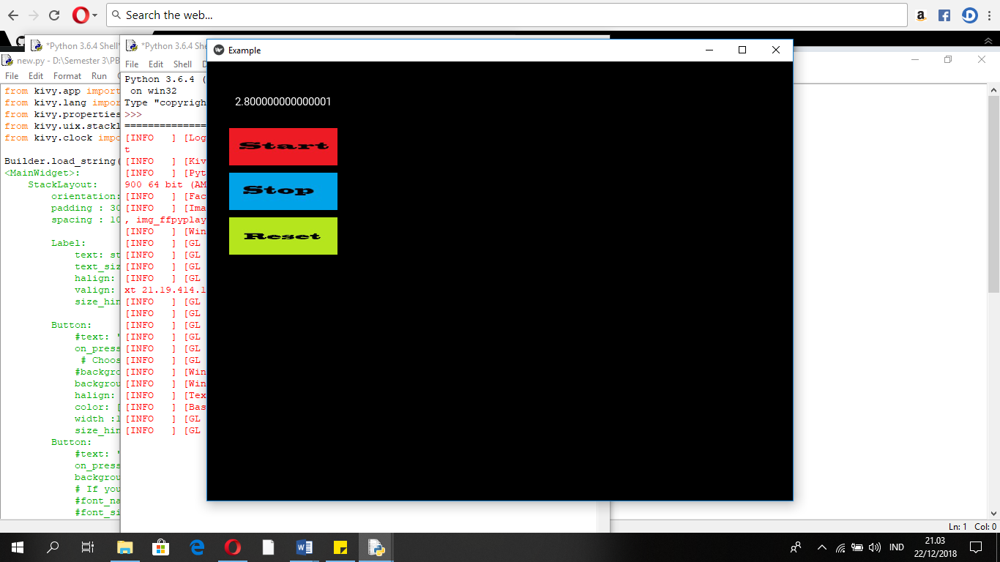 Search the web...
*Python 3.6.4 Shell*
*Python 3.6.4 She
Example
new.py - D:\Semester 3\PB
File Edit Format Run
File Edit Shell
from kivy.app import
from kivy.lang impor
from kivy.properties
from kivy.uix.stackl
from kivy.clock impo
Builder.load_string(
<MainWidget>:
StackLayout:
orientation:
padding : 30
spacing : 10
Label:
text: st
text_siz
halign:
valign:
size_hin
Button:
#text: '
on_press
# Choos
#backgro
backgrou
halign:
color: [
width :1
size_hin
Button:
#text: '
on_press
backgrou
# If you
#font_na
#font_si
Python 3.6.4 (
on win32
Type "copyrigh
>>>
===============
[INFO   ] [Log
t
[INFO   ] [Kiv
[INFO   ] [Pyt
900 64 bit (AM
[INFO   ] [Fac
[INFO   ] [Ima
, img_ffpyplay
[INFO   ] [Win
[INFO   ] [GL
[INFO   ] [GL
[INFO   ] [GL
[INFO   ] [GL
xt 21.19.414.1
[INFO   ] [GL
[INFO   ] [GL
[INFO   ] [GL
[INFO   ] [GL
[INFO   ] [GL
[INFO   ] [GL
[INFO   ] [Win
[INFO   ] [Win
[INFO   ] [Tex
[INFO   ] [Bas
[INFO   ] [GL
[INFO   ] [GL
2.800000000000001
Start
Stop
Reset
Ln: 1 Col: 0
IND
21.03
22/12/2018